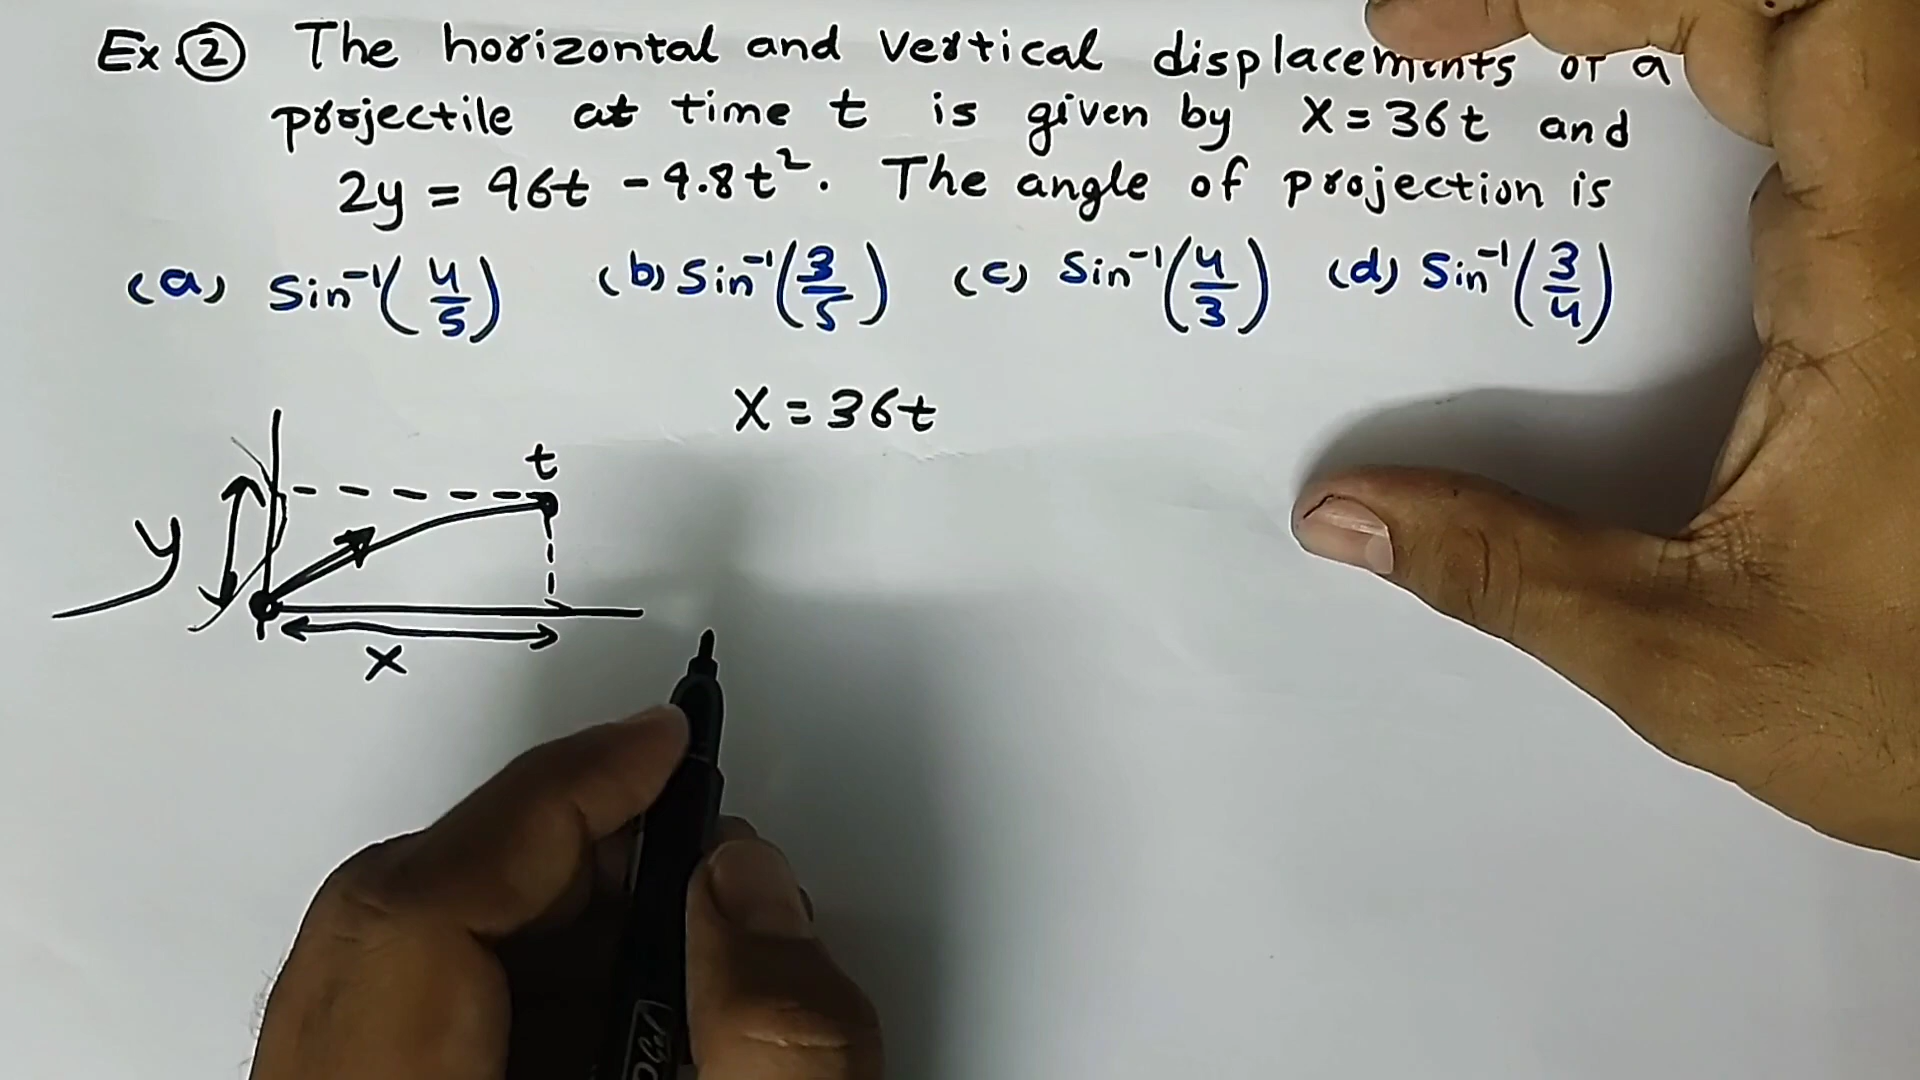 Ex. ② The horizontal and vertical displacements of a
projectile at time t is given by X = 36t and
2y = 96t - 9.8t². The angle of projection is
(a) Sin⁻¹(4/5) (b) Sin⁻¹(3/5) (c) Sin⁻¹(4/3) (d) Sin⁻¹(3/4)
X = 36t
t
y
x